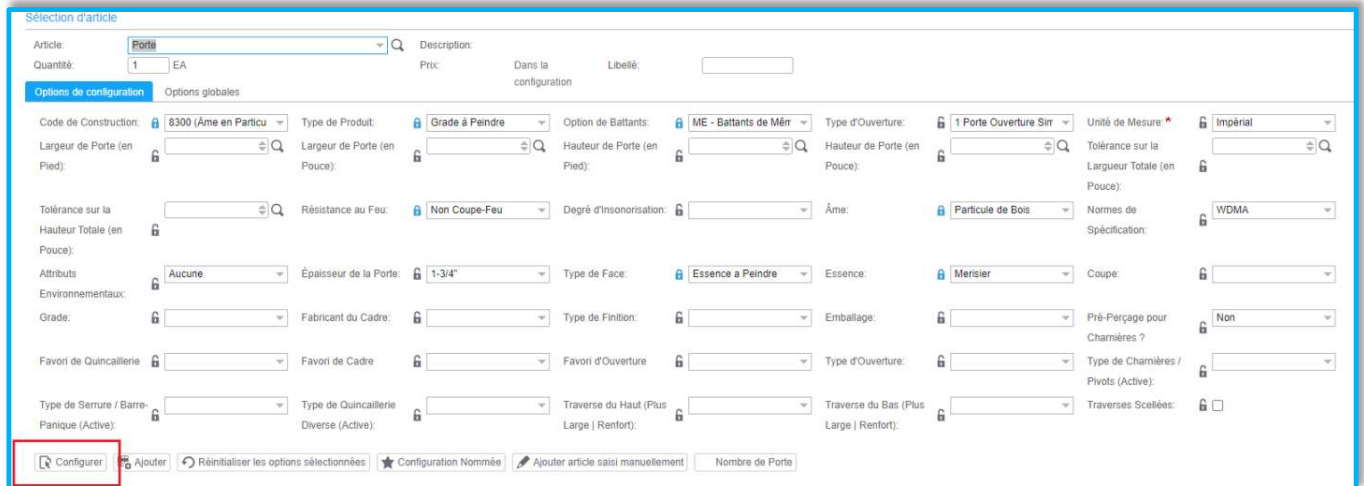 Sélection d'article
Article: Porte Description:
Quantité: 1 EA Prix: Dans la configuration Libellé:
Options de configuration Options globales
Code de Construction: 8300 (Âme en Particu Type de Produit: Grade á Peindre Option de Battants: ME - Battants de Mêm Type d'Ouverture: 1 Porte Ouverture Sim Unité de Mesure: * Impérial
Largeur de Porte (en Pied): Largeur de Porte (en Pouce): Hauteur de Porte (en Pied): Hauteur de Porte (en Pouce): Tolérance sur la Largueur Totale (en Pouce):
Tolérance sur la Hauteur Totale (en Pouce): Résistance au Feu: Non Coupe-Feu Degré d'Insonorisation: Âme: Particule de Bois Normes de Spécification: WDMA
Attributs Environnementaux: Aucune Épaisseur de la Porte: 1-3/4" Type de Face: Essence a Peindre Essence: Merisier Coupe:
Grade: Fabricant du Cadre: Type de Finition: Emballage: Pré-Perçage pour Charnières ? Non
Favori de Quincaillerie Favori de Cadre Favori d'Ouverture Type d'Ouverture: Type de Charnières / Pivots (Active):
Type de Serrure / Barre-Panique (Active): Type de Quincaillerie Diverse (Active): Traverse du Haut (Plus Large | Renfort): Traverse du Bas (Plus Large | Renfort): Traverses Scellées:
Configurer Ajouter Réinitialiser les options sélectionnées Configuration Nommée Ajouter article saisi manuellement Nombre de Porte